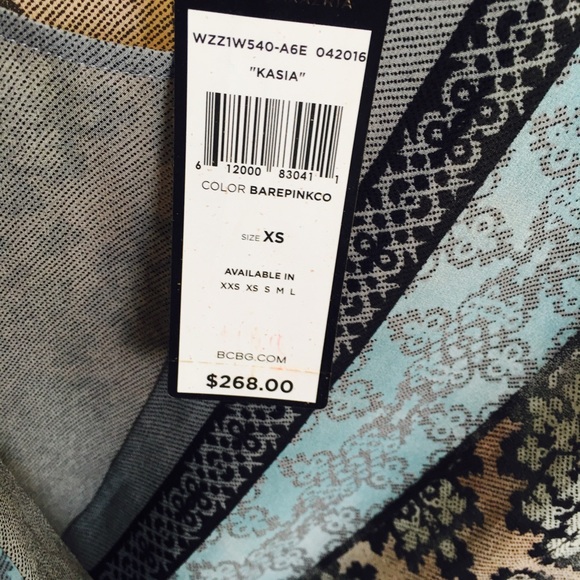 WZZ1W540-A6E 042016
"KASIA"
6 12000 83041 1
COLOR BAREPINKCO
SIZE XS
AVAILABLE IN
XXS XS S M L
BCBG.COM
$268.00